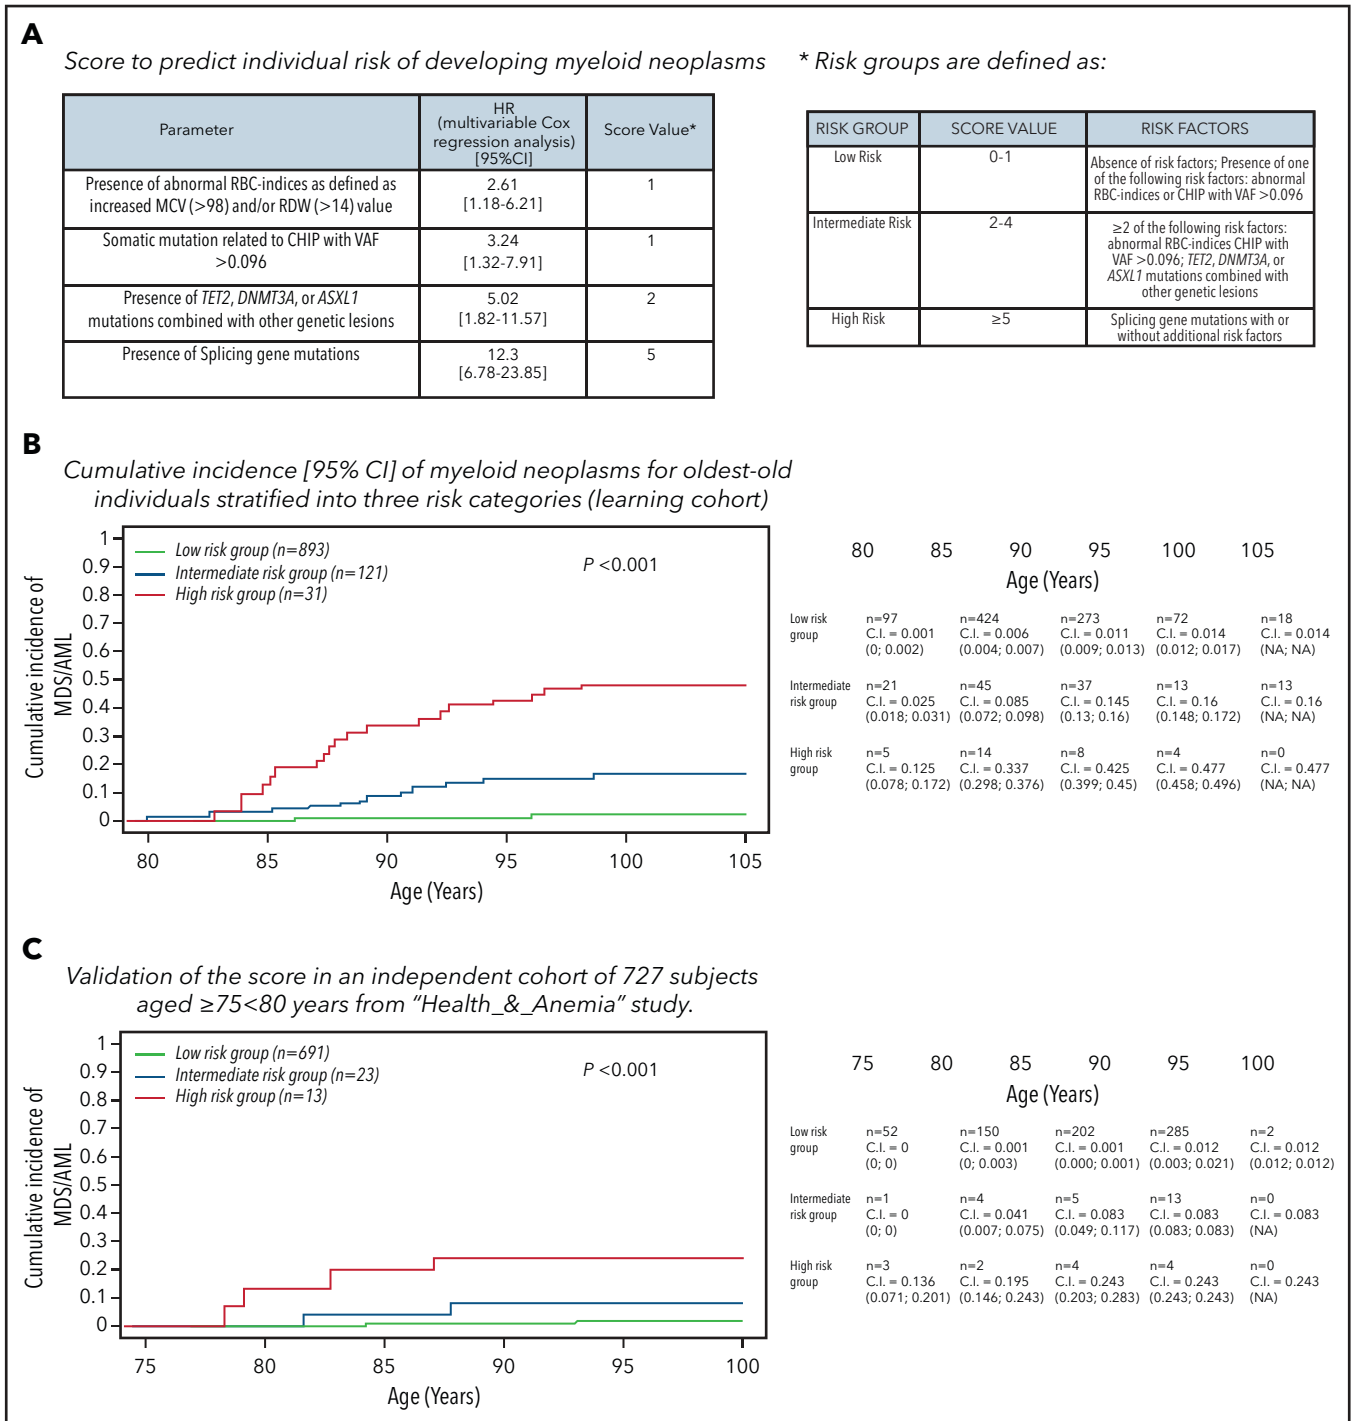 A
Score to predict individual risk of developing myeloid neoplasms
* Risk groups are defined as:
Parameter
HR
(multivariable Cox
regression analysis)
[95%CI]
Score Value*
Presence of abnormal RBC-indices as defined as
increased MCV (>98) and/or RDW (>14) value
2.61
[1.18-6.21]
1
Somatic mutation related to CHIP with VAF
>0.096
3.24
[1.32-7.91]
1
Presence of TET2, DNMT3A, or ASXL1
mutations combined with other genetic lesions
5.02
[1.82-11.57]
2
Presence of Splicing gene mutations
12.3
[6.78-23.85]
5
RISK GROUP
SCORE VALUE
RISK FACTORS
Low Risk
0-1
Absence of risk factors; Presence of one
of the following risk factors: abnormal
RBC-indices or CHIP with VAF >0.096
Intermediate Risk
2-4
≥2 of the following risk factors:
abnormal RBC-indices CHIP with
VAF >0.096; TET2, DNMT3A, or
ASXL1 mutations combined with
other genetic lesions
High Risk
≥5
Splicing gene mutations with or
without additional risk factors
B
Cumulative incidence [95% CI] of myeloid neoplasms for oldest-old
individuals stratified into three risk categories (learning cohort)
Cumulative incidence of
MDS/AML
1
0.9
0.8
0.7
0.6
0.5
0.4
0.3
0.2
0.1
0
Low risk group (n=893)
Intermediate risk group (n=121)
High risk group (n=31)
P <0.001
80 85 90 95 100 105
Age (Years)
80 85 90 95 100 105
Age (Years)
Low risk
group
n=97 n=424 n=273 n=72 n=18
C.I. = 0.001 C.I. = 0.006 C.I. = 0.011 C.I. = 0.014 C.I. = 0.014
(0; 0.002) (0.004; 0.007) (0.009; 0.013) (0.012; 0.017) (NA; NA)
Intermediate
risk group
n=21 n=45 n=37 n=13 n=13
C.I. = 0.025 C.I. = 0.085 C.I. = 0.145 C.I. = 0.16 C.I. = 0.16
(0.018; 0.031) (0.072; 0.098) (0.13; 0.16) (0.148; 0.172) (NA; NA)
High risk
group
n=5 n=14 n=8 n=4 n=0
C.I. = 0.125 C.I. = 0.337 C.I. = 0.425 C.I. = 0.477 C.I. = 0.477
(0.078; 0.172) (0.298; 0.376) (0.399; 0.45) (0.458; 0.496) (NA; NA)
C
Validation of the score in an independent cohort of 727 subjects
aged ≥75<80 years from “Health_&_Anemia” study.
Cumulative incidence of
MDS/AML
1
0.9
0.8
0.7
0.6
0.5
0.4
0.3
0.2
0.1
0
Low risk group (n=691)
Intermediate risk group (n=23)
High risk group (n=13)
P <0.001
75 80 85 90 95 100
Age (Years)
75 80 85 90 95 100
Age (Years)
Low risk
group
n=52 n=150 n=202 n=285 n=2
C.I. = 0 C.I. = 0.001 C.I. = 0.001 C.I. = 0.012 C.I. = 0.012
(0; 0) (0; 0.003) (0.000; 0.001) (0.003; 0.021) (0.012; 0.012)
Intermediate
risk group
n=1 n=4 n=5 n=13 n=0
C.I. = 0 C.I. = 0.041 C.I. = 0.083 C.I. = 0.083 C.I. = 0.083
(0; 0) (0.007; 0.075) (0.049; 0.117) (0.083; 0.083) (NA)
High risk
group
n=3 n=2 n=4 n=4 n=0
C.I. = 0.136 C.I. = 0.195 C.I. = 0.243 C.I. = 0.243 C.I. = 0.243
(0.071; 0.201) (0.146; 0.243) (0.203; 0.283) (0.243; 0.243) (NA)